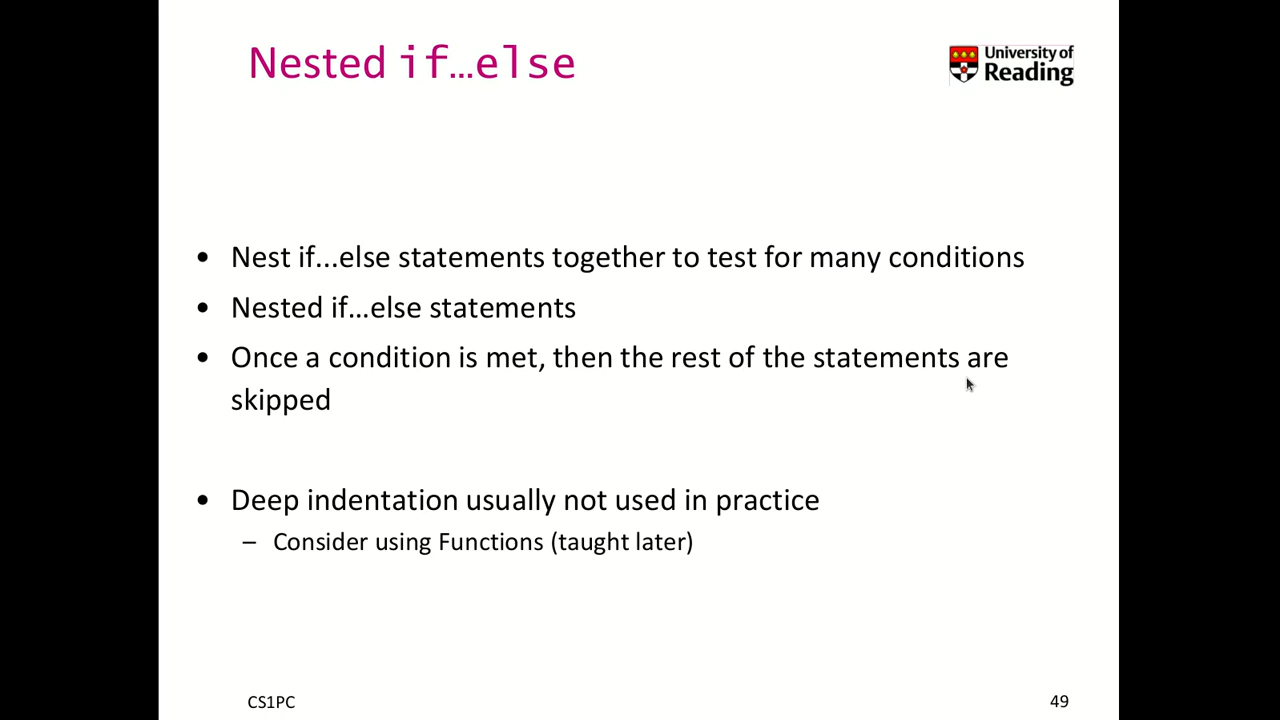 Nested if…else
University of
Reading
• Nest if...else statements together to test for many conditions
• Nested if…else statements
• Once a condition is met, then the rest of the statements are
skipped
• Deep indentation usually not used in practice
– Consider using Functions (taught later)
CS1PC
49